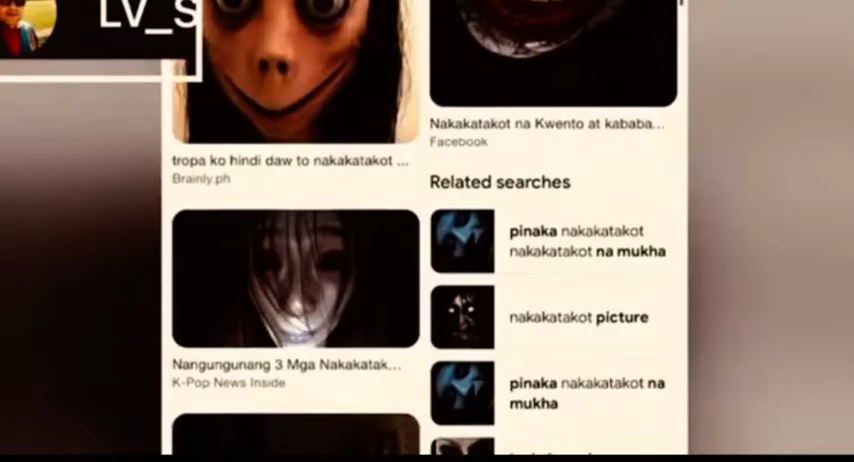 LV_S
tropa ko hindi daw to nakakatakot ...
Brainly.ph
Nangungunang 3 Mga Nakakatak...
K-Pop News Inside
Nakakatakot na Kwento at kababa...
Facebook
Related searches
pinaka nakakatakot
nakakatakot na mukha
nakakatakot picture
pinaka nakakatakot na
mukha